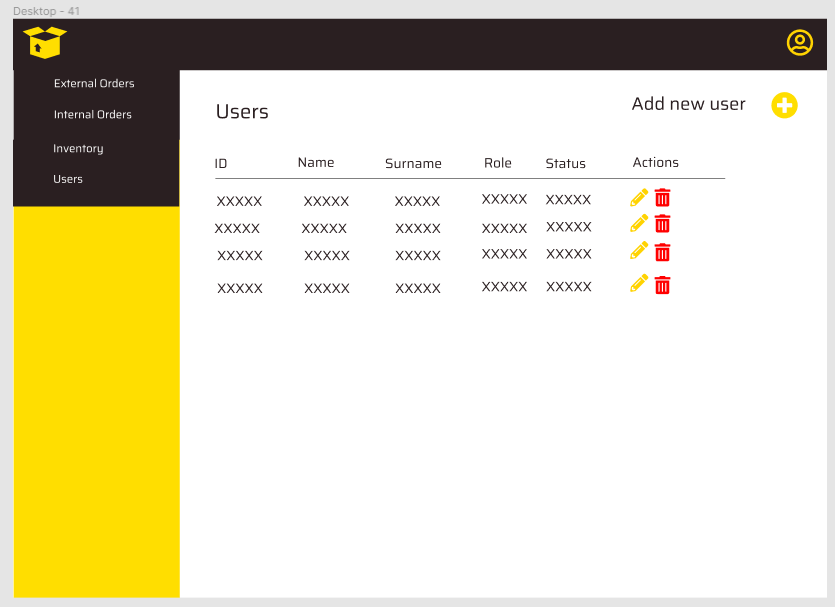 Desktop - 41
External Orders
Internal Orders
Inventory
Users
Users
Add new user
ID Name Surname Role Status Actions
XXXXX XXXXX XXXXX XXXXX XXXXX
XXXXX XXXXX XXXXX XXXXX XXXXX
XXXXX XXXXX XXXXX XXXXX XXXXX
XXXXX XXXXX XXXXX XXXXX XXXXX